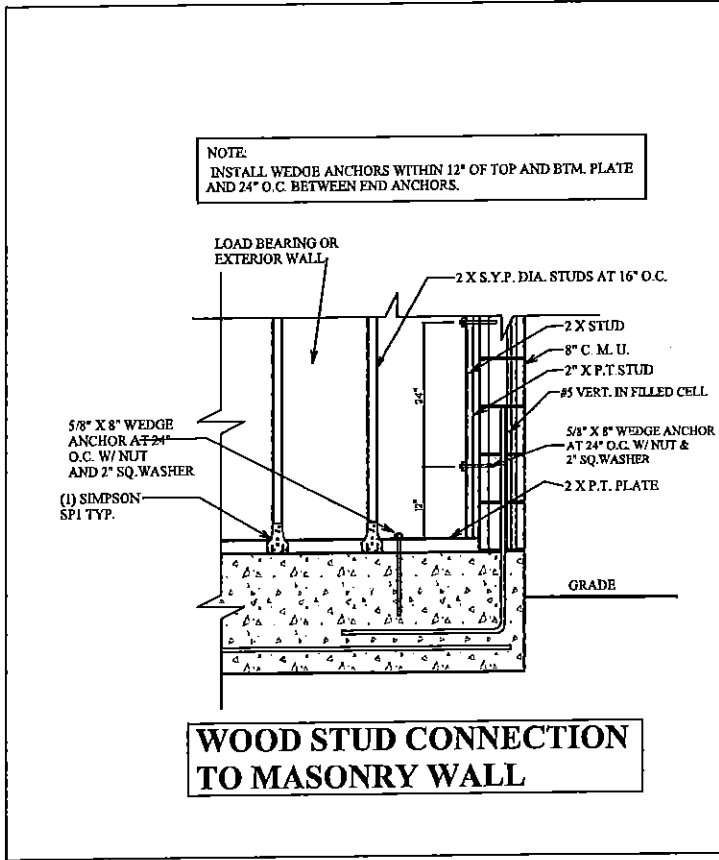 NOTE:
INSTALL WEDGE ANCHORS WITHIN 12" OF TOP AND BTM. PLATE
AND 24" O.C. BETWEEN END ANCHORS.
LOAD BEARING OR
EXTERIOR WALL
2 X S.Y.P. DIA. STUDS AT 16" O.C.
2 X STUD
8" C. M. U.
2" X P.T. STUD
#5 VERT. IN FILLED CELL
24"
5/8" X 8" WEDGE
ANCHOR AT 24"
O.C. W/ NUT
AND 2" SQ.WASHER
5/8" X 8" WEDGE ANCHOR
AT 24" O.C. W/ NUT &
2" SQ.WASHER
(1) SIMPSON
SP1 TYP.
12"
2 X P.T. PLATE
GRADE
WOOD STUD CONNECTION
TO MASONRY WALL